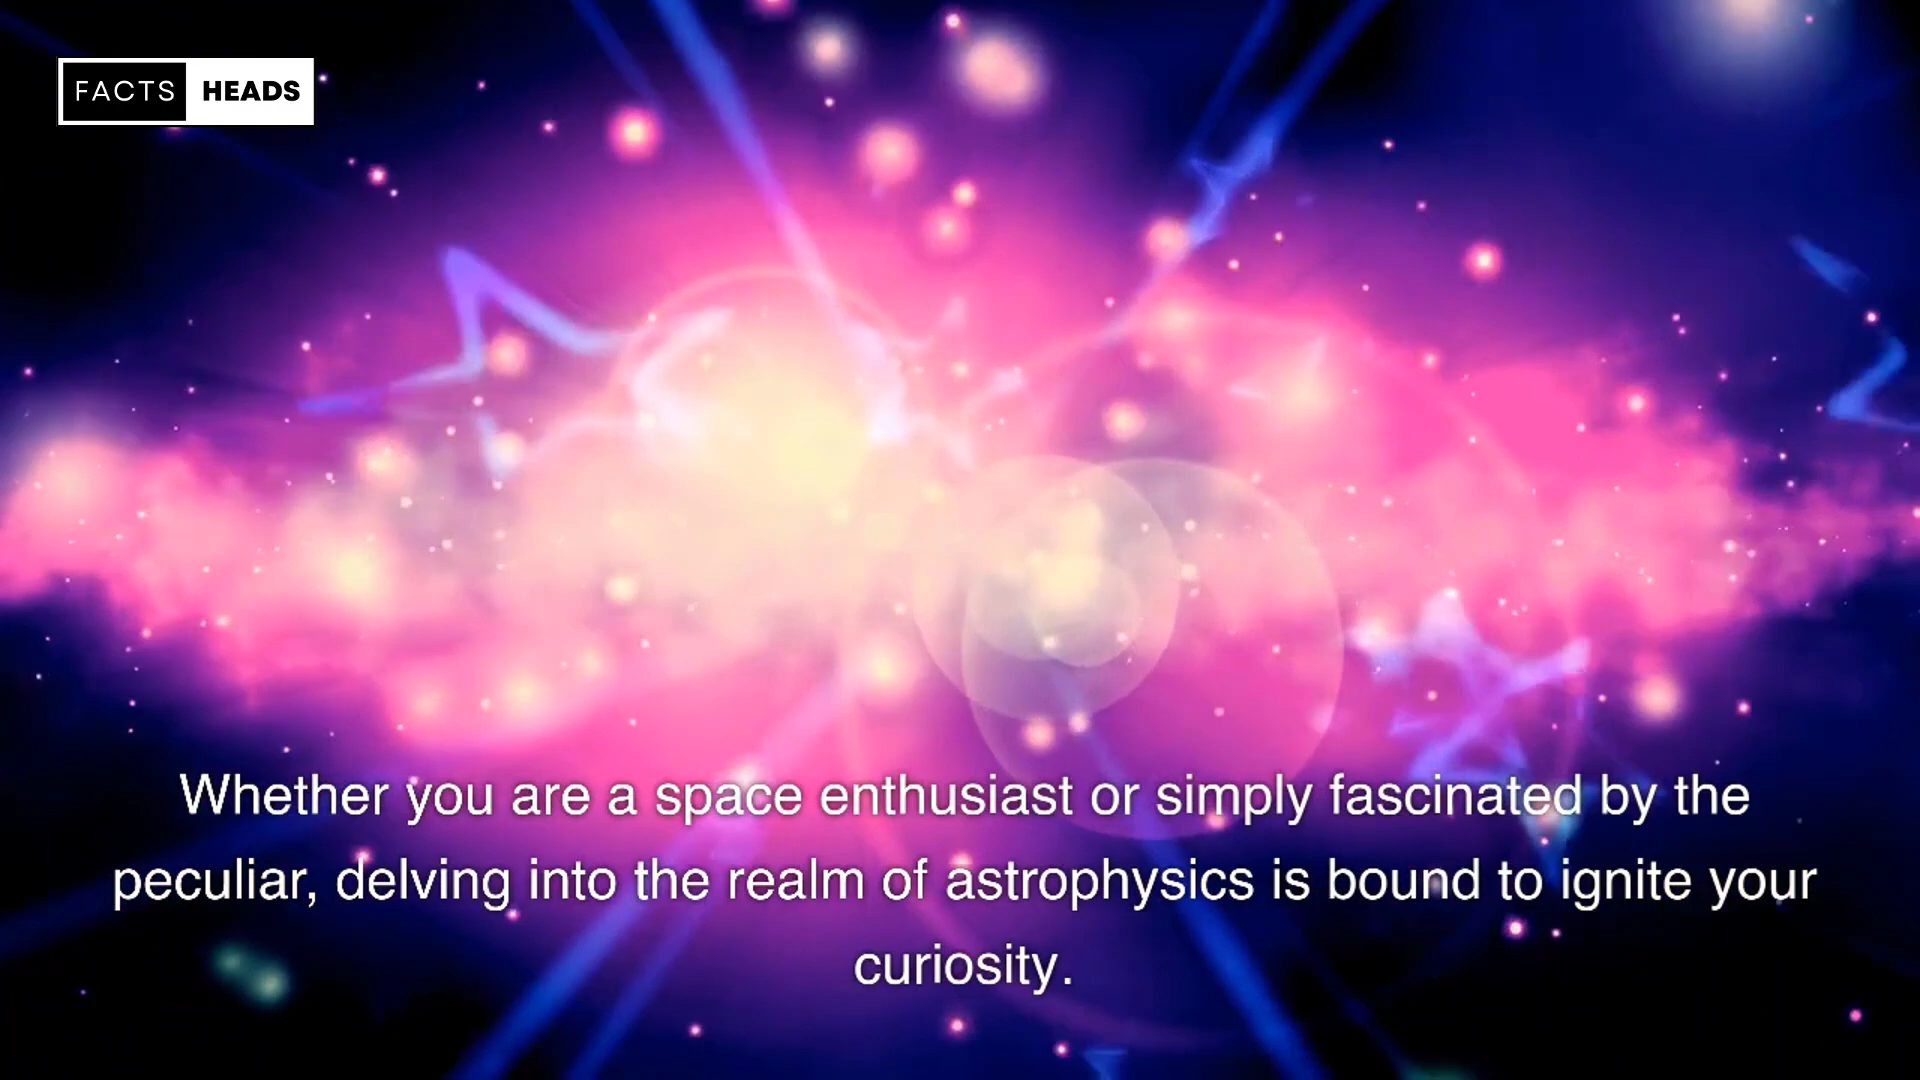 FACTS HEADS
Whether you are a space enthusiast or simply fascinated by the
peculiar, delving into the realm of astrophysics is bound to ignite your
curiosity.